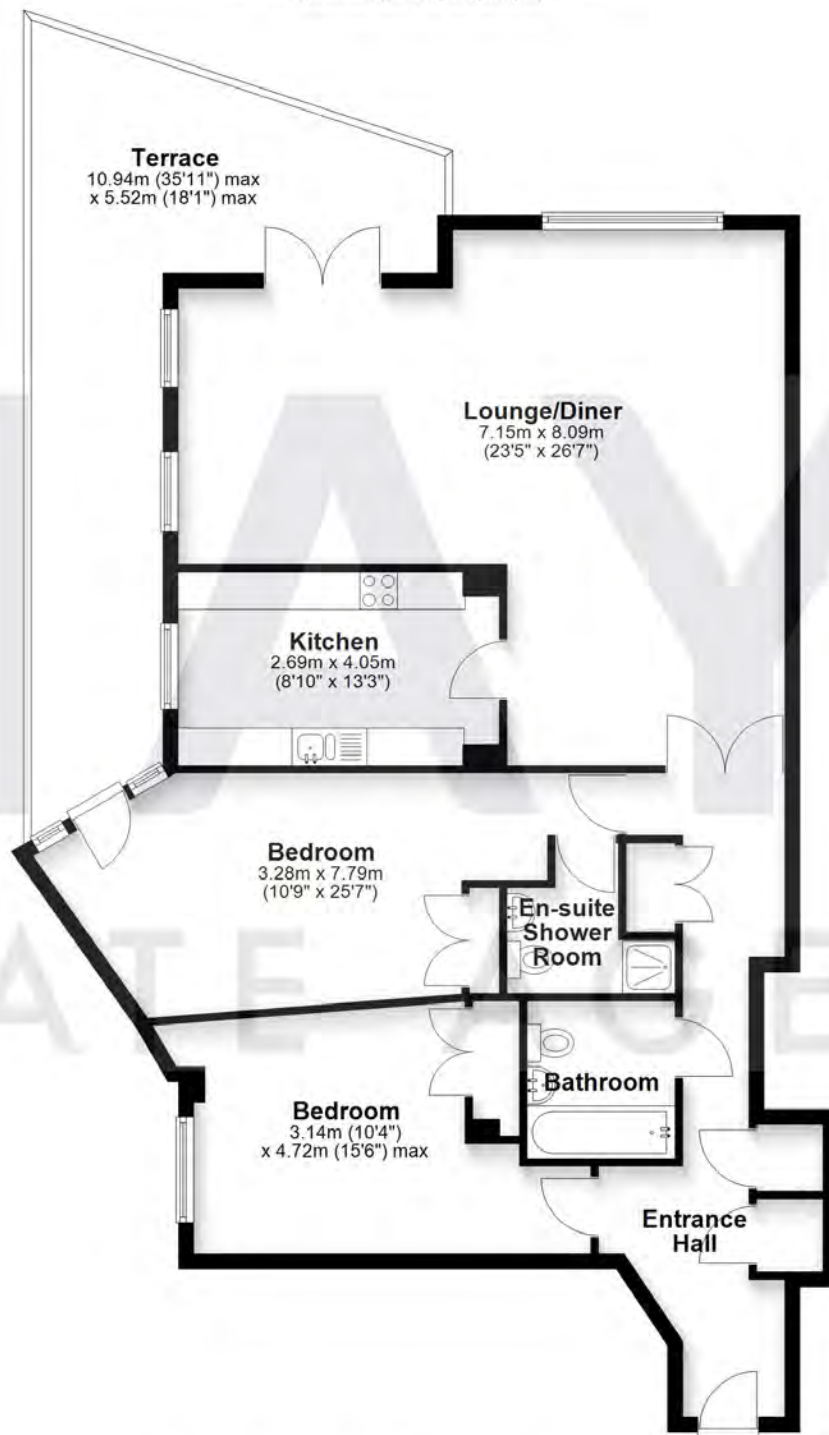 Terrace
10.94m (35'11") max
x 5.52m (18'1") max
Lounge/Diner
7.15m x 8.09m
(23'5" x 26'7")
Kitchen
2.69m x 4.05m
(8'10" x 13'3")
Bedroom
3.28m x 7.79m
(10'9" x 25'7")
En-suite
Shower
Room
Bathroom
Bedroom
3.14m (10'4")
x 4.72m (15'6") max
Entrance
Hall